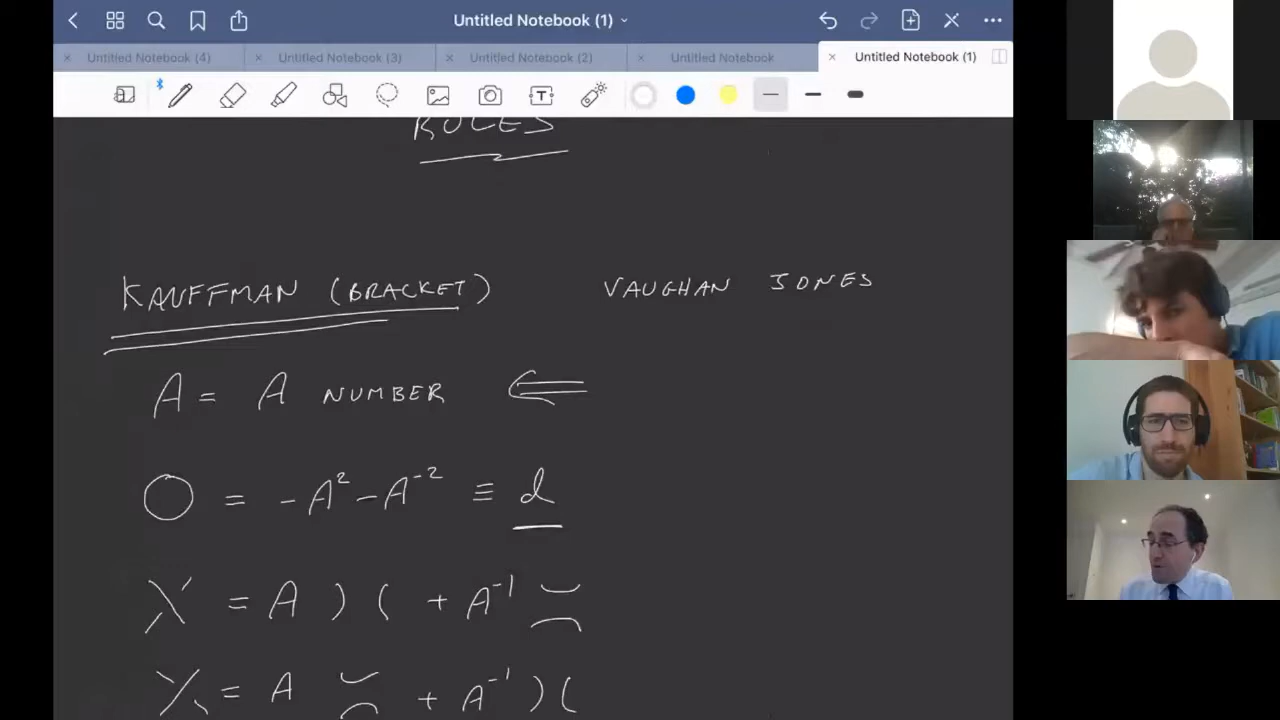 Untitled Notebook (1)
Untitled Notebook (4) Untitled Notebook (3) Untitled Notebook (2) Untitled Notebook Untitled Notebook (1)
RULES
KAUFFMAN (BRACKET) VAUGHAN JONES
A = A NUMBER ⇐
O = -A² - A⁻² ≡ d
= A ) ( + A⁻¹
= A + A⁻¹ ) (